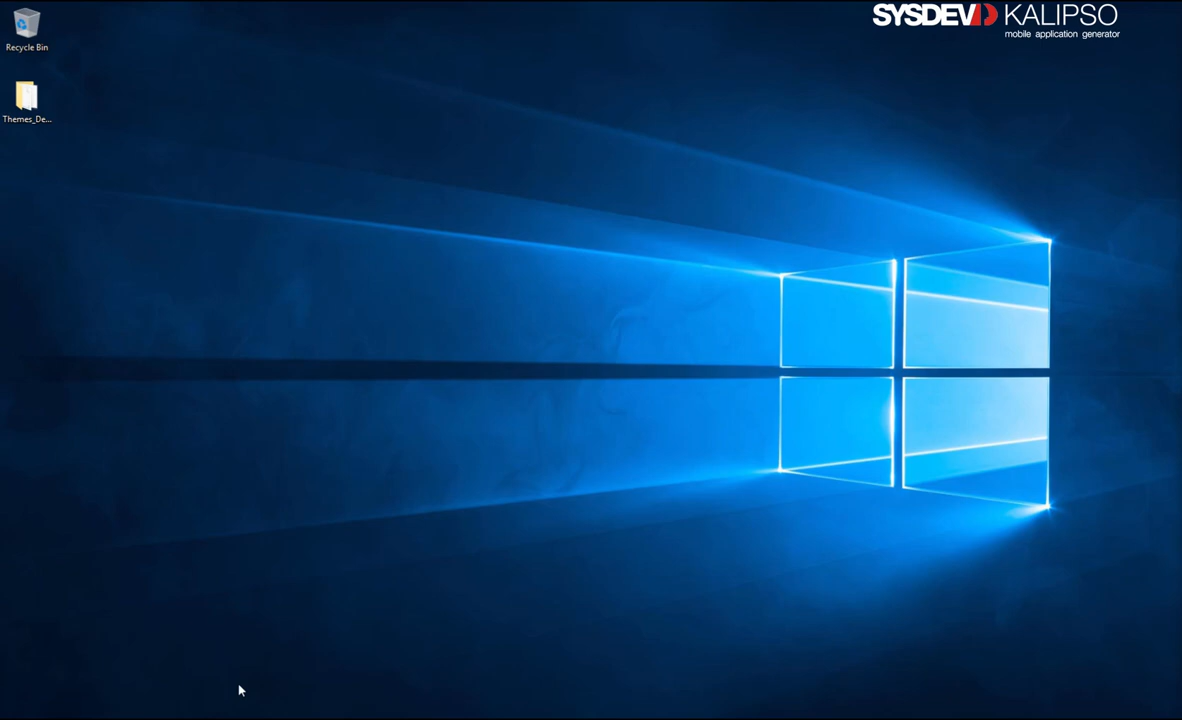 SYSDEV KALIPSO
mobile application generator
Recycle Bin
Themes_De...